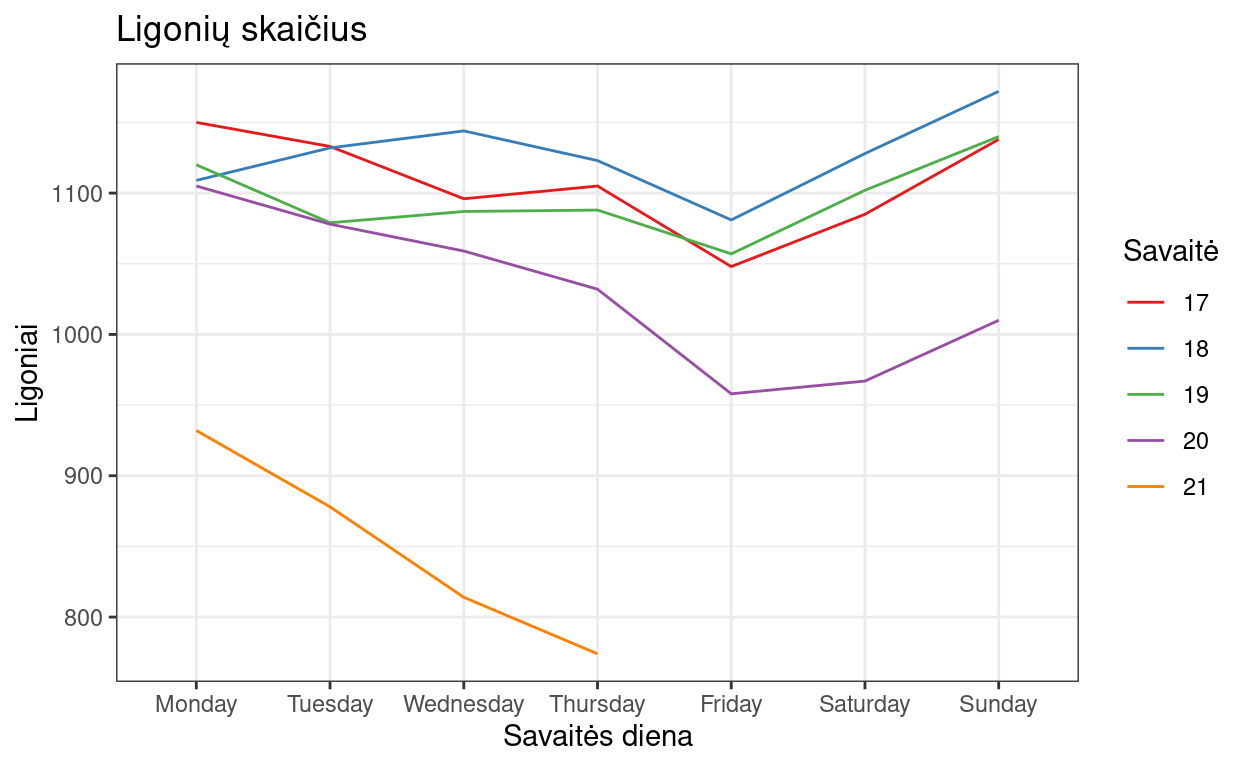 Ligonių skaičius
Ligoniai
1100
1000
900
800
Monday Tuesday Wednesday Thursday Friday Saturday Sunday
Savaitės diena
Savaitė
17
18
19
20
21